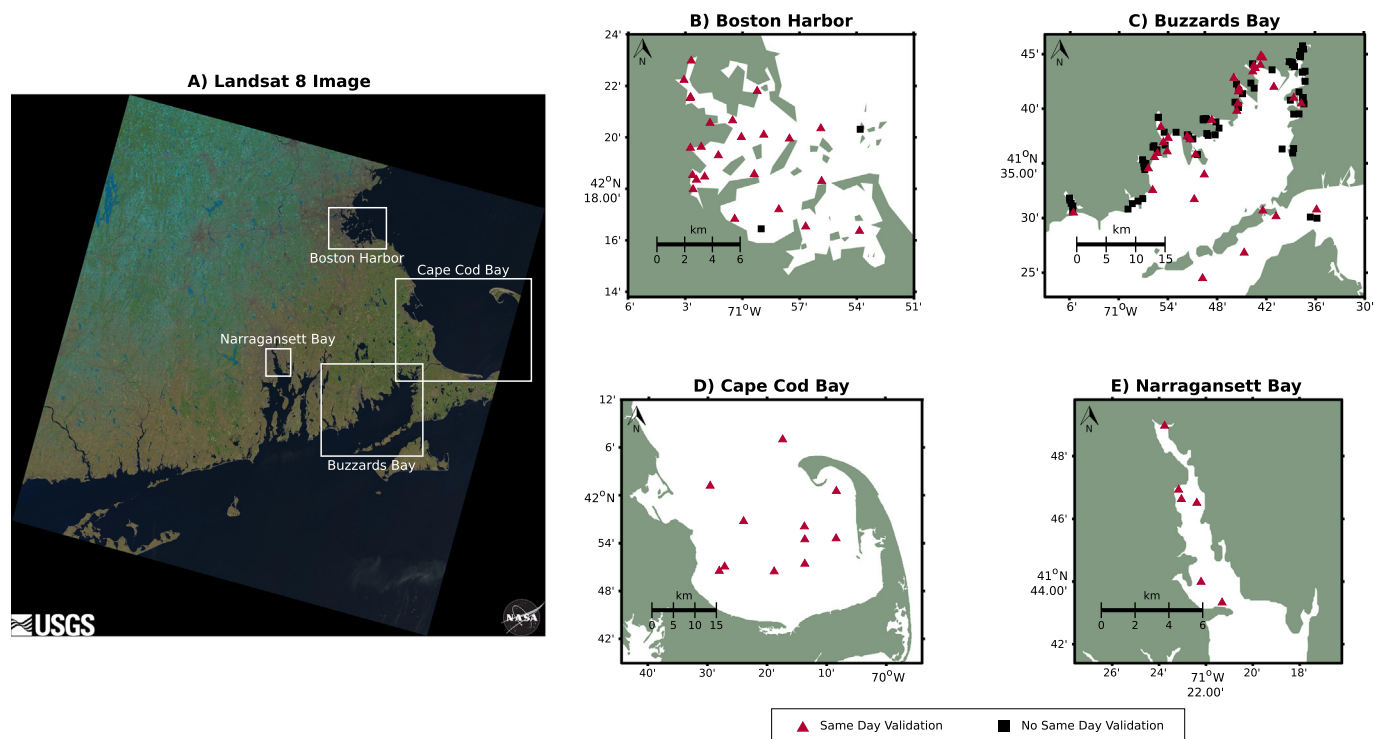 A) Landsat 8 Image
Boston Harbor
Cape Cod Bay
Narragansett Bay
Buzzards Bay
USGS
NASA
B) Boston Harbor
24'
22'
20'
42°N
18.00'
16'
14'
N
km
0 2 4 6
6' 3' 71°W 57' 54' 51'
C) Buzzards Bay
45'
40'
41°N
35.00'
30'
25'
N
km
0 5 10 15
6' 71°W 54' 48' 42' 36' 30'
D) Cape Cod Bay
12'
6'
42°N
54'
48'
42'
N
km
0 5 10 15
40' 30' 20' 10' 70°W
E) Narragansett Bay
48'
46'
41°N
44.00'
42'
N
km
0 2 4 6
26' 24' 71°W 20' 18'
22.00'
Same Day Validation No Same Day Validation